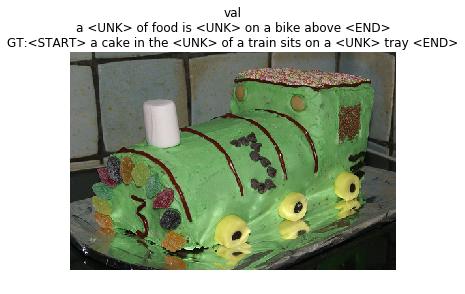 val
a <UNK> of food is <UNK> on a bike above <END>
GT:<START> a cake in the <UNK> of a train sits on a <UNK> tray <END>